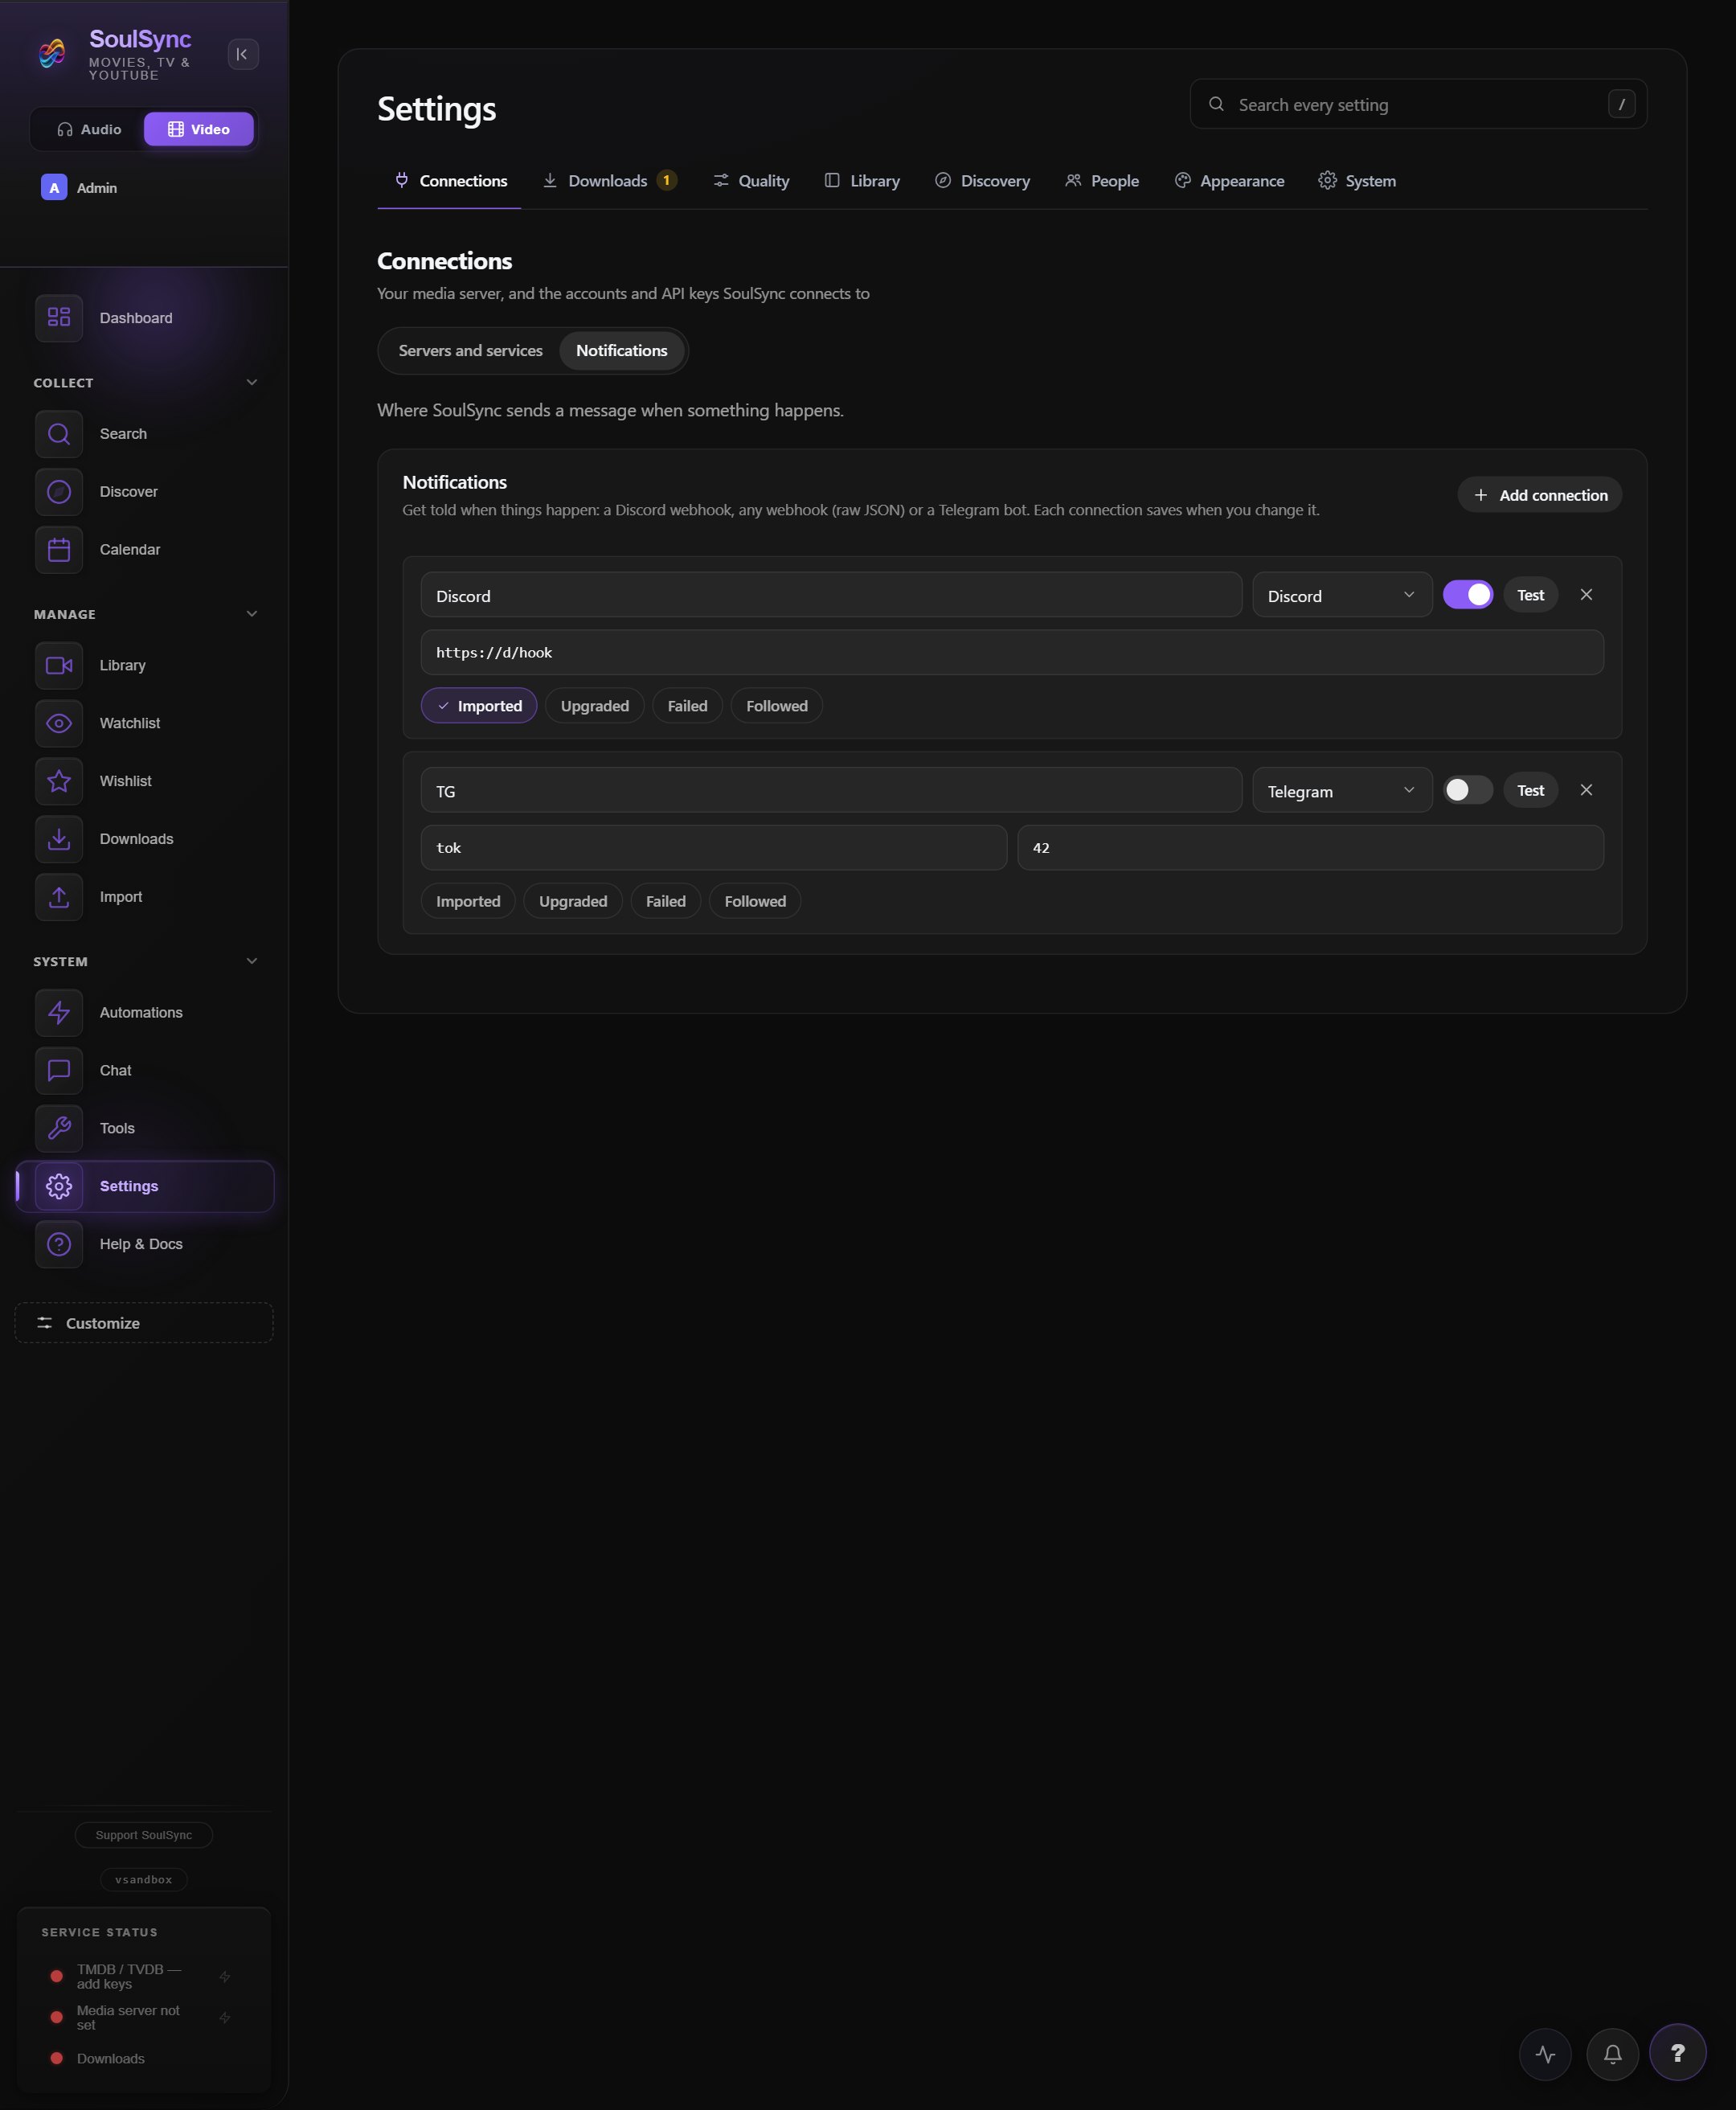 SoulSync
MOVIES, TV &
YOUTUBE
Audio
Video
A
Admin
Dashboard
COLLECT
Search
Discover
Calendar
MANAGE
Library
Watchlist
Wishlist
Downloads
Import
SYSTEM
Automations
Chat
Tools
Settings
Help & Docs
Customize
Support SoulSync
vsandbox
SERVICE STATUS
TMDB / TVDB —
add keys
Media server not
set
Downloads
Settings
Search every setting
/
Connections
Downloads 1
Quality
Library
Discovery
People
Appearance
System
Connections
Your media server, and the accounts and API keys SoulSync connects to
Servers and services
Notifications
Where SoulSync sends a message when something happens.
Notifications
Get told when things happen: a Discord webhook, any webhook (raw JSON) or a Telegram bot. Each connection saves when you change it.
Add connection
Discord
Discord
Test
https://d/hook
Imported
Upgraded
Failed
Followed
TG
Telegram
Test
tok
42
Imported
Upgraded
Failed
Followed
?